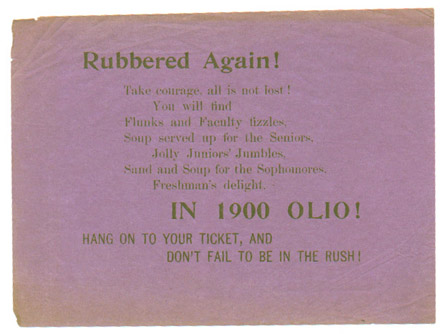 Rubbered Again!
Take courage, all is not lost!
You will find
Flunks and Faculty fizzles,
Soup served up for the Seniors,
Jolly Juniors' Jumbles,
Sand and Soup for the Sophomores,
Freshman's delight,
IN 1900 OLIO!
HANG ON TO YOUR TICKET, AND
DON'T FAIL TO BE IN THE RUSH!